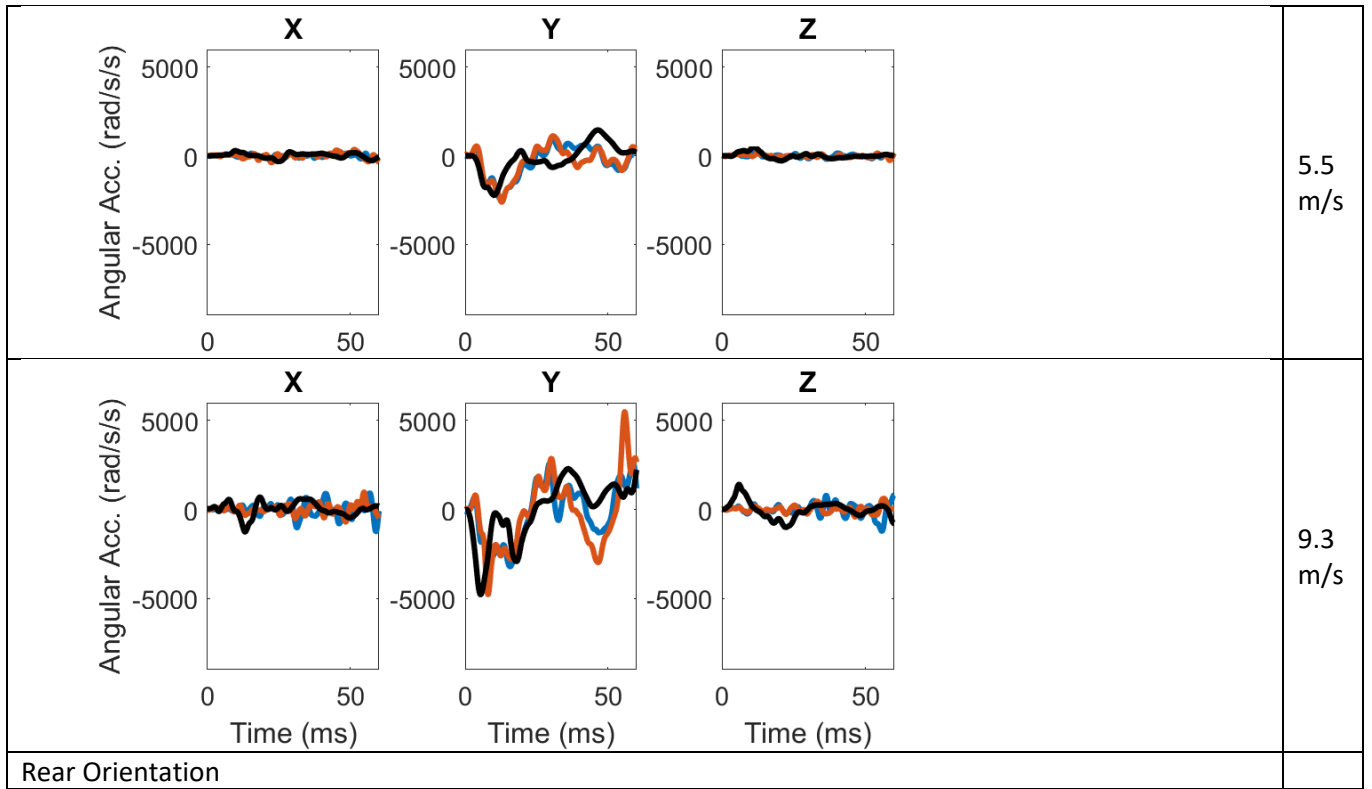 X Y Z
Angular Acc. (rad/s/s)
5000 5000 5000
0 0 0
-5000 -5000 -5000
0 50 0 50 0 50
5.5
m/s
X Y Z
Angular Acc. (rad/s/s)
5000 5000 5000
0 0 0
-5000 -5000 -5000
0 50 0 50 0 50
Time (ms) Time (ms) Time (ms)
9.3
m/s
Rear Orientation